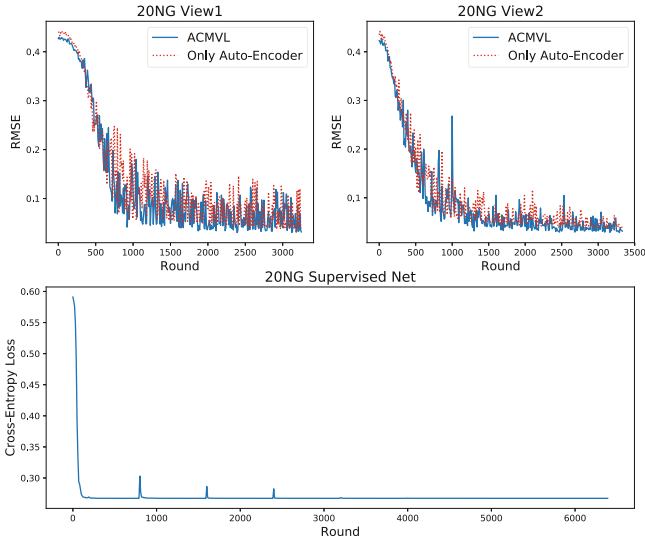 20NG View1
RMSE
0,4
0.3
0.2
0.1
ACMVL
Only Auto-Encoder
0 500 1000 1500 2000 2500 3000
Round
20NG View2
RMSE
0,4
0.3
0,2
0.1
ACMVL
Only Auto-Encoder
0 500 1000 1500 2000 2500 3000 3500
Round
20NG Supervised Net
Cross-Entropy Loss
0.60
0.55
0.50
0.45
0,40
0.35
0,30
0 1000 2000 3000 4000 5000 6000
Round